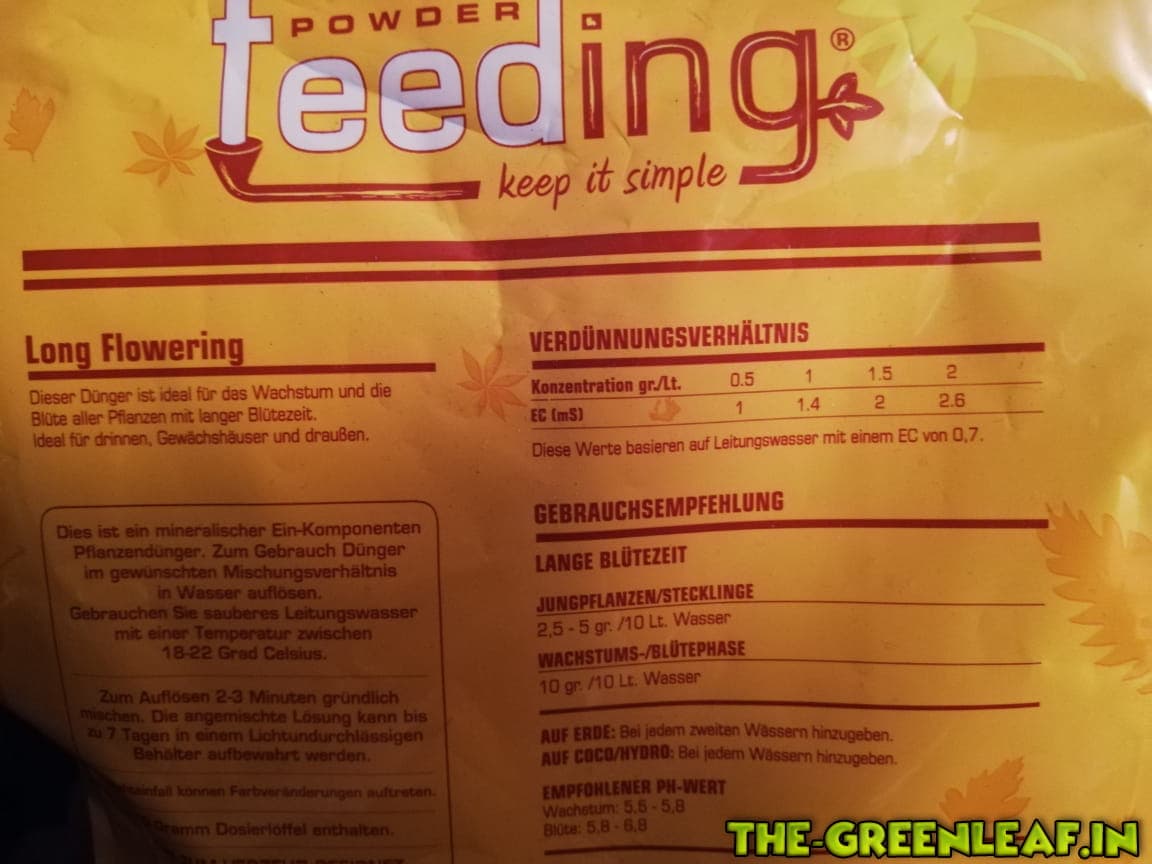 POWDER
feeding®
keep it simple
Long Flowering
Dieser Dünger ist ideal für das Wachstum und die
Blüte aller Pflanzen mit langer Blütezeit.
Ideal für drinnen, Gewächshäuser und draußen.
Dies ist ein mineralischer Ein-Komponenten
Pflanzendünger. Zum Gebrauch Dünger
im gewünschten Mischungsverhältnis
in Wasser auflösen.
Gebrauchen Sie sauberes Leitungswasser
mit einer Temperatur zwischen
18-22 Grad Celsius.
Zum Auflösen 2-3 Minuten gründlich
mischen. Die angemischte Lösung kann bis
zu 7 Tagen in einem Lichtundurchlässigen
Behälter aufbewahrt werden.
können Farbveränderungen auftreten.
Dosierlöffel enthalten.
VERDÜNNUNGSVERHÄLTNIS
Konzentration gr./Lt. 0.5 1 1.5 2
EC (mS) 1 1.4 2 2.6
Diese Werte basieren auf Leitungswasser mit einem EC von 0,7.
GEBRAUCHSEMPFEHLUNG
LANGE BLÜTEZEIT
JUNGPFLANZEN/STECKLINGE
2,5 - 5 gr. /10 Lt. Wasser
WACHSTUMS-/BLÜTEPHASE
10 gr. /10 Lt. Wasser
AUF ERDE: Bei jedem zweiten Wässern hinzugeben.
AUF COCO/HYDRO: Bei jedem Wässern hinzugeben.
EMPFOHLENER PH-WERT
Wachstum: 5,5 - 5,8
Blüte: 5,8 - 6,8
THE-GREENLEAF.IN